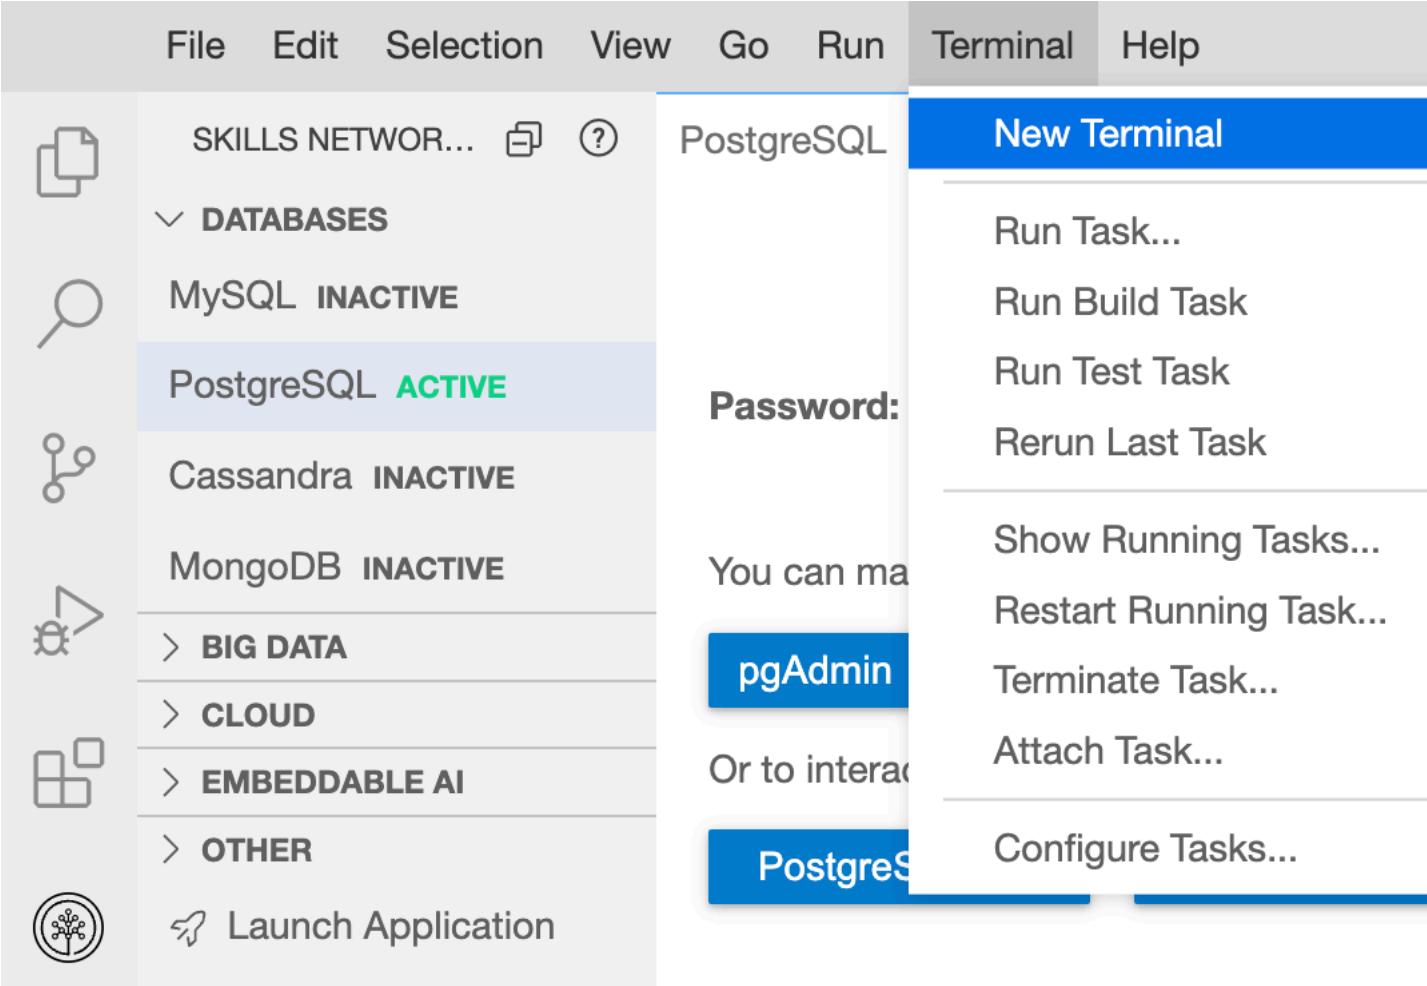 File Edit Selection View Go Run Terminal Help
SKILLS NETWOR...
DATABASES
MySQL INACTIVE
PostgreSQL ACTIVE
Cassandra INACTIVE
MongoDB INACTIVE
BIG DATA
CLOUD
EMBEDDABLE AI
OTHER
Launch Application
PostgreSQL
Password:
You can ma
pgAdmin
Or to interac
PostgreS
New Terminal
Run Task...
Run Build Task
Run Test Task
Rerun Last Task
Show Running Tasks...
Restart Running Task...
Terminate Task...
Attach Task...
Configure Tasks...